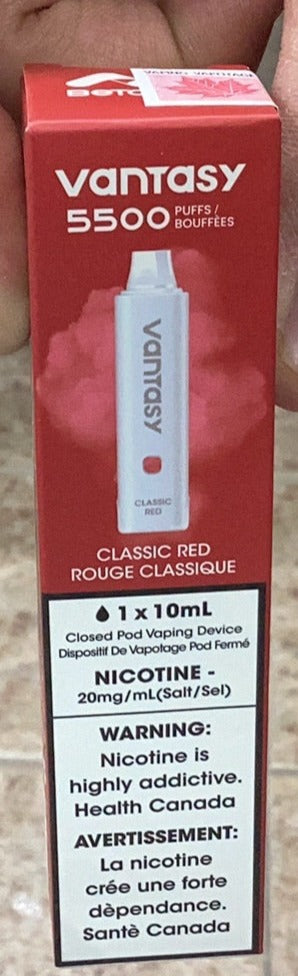 VAPING VAPOTAGE
VANTASY
5500 PUFFS /
BOUFFÉES
VANTASY
CLASSIC
RED
CLASSIC RED
ROUGE CLASSIQUE
1 x 10mL
Closed Pod Vaping Device
Dispositif De Vapotage Pod Fermé
NICOTINE -
20mg/mL(Salt/Sel)
WARNING:
Nicotine is
highly addictive.
Health Canada
AVERTISSEMENT:
La nicotine
crée une forte
dèpendance.
Santè Canada